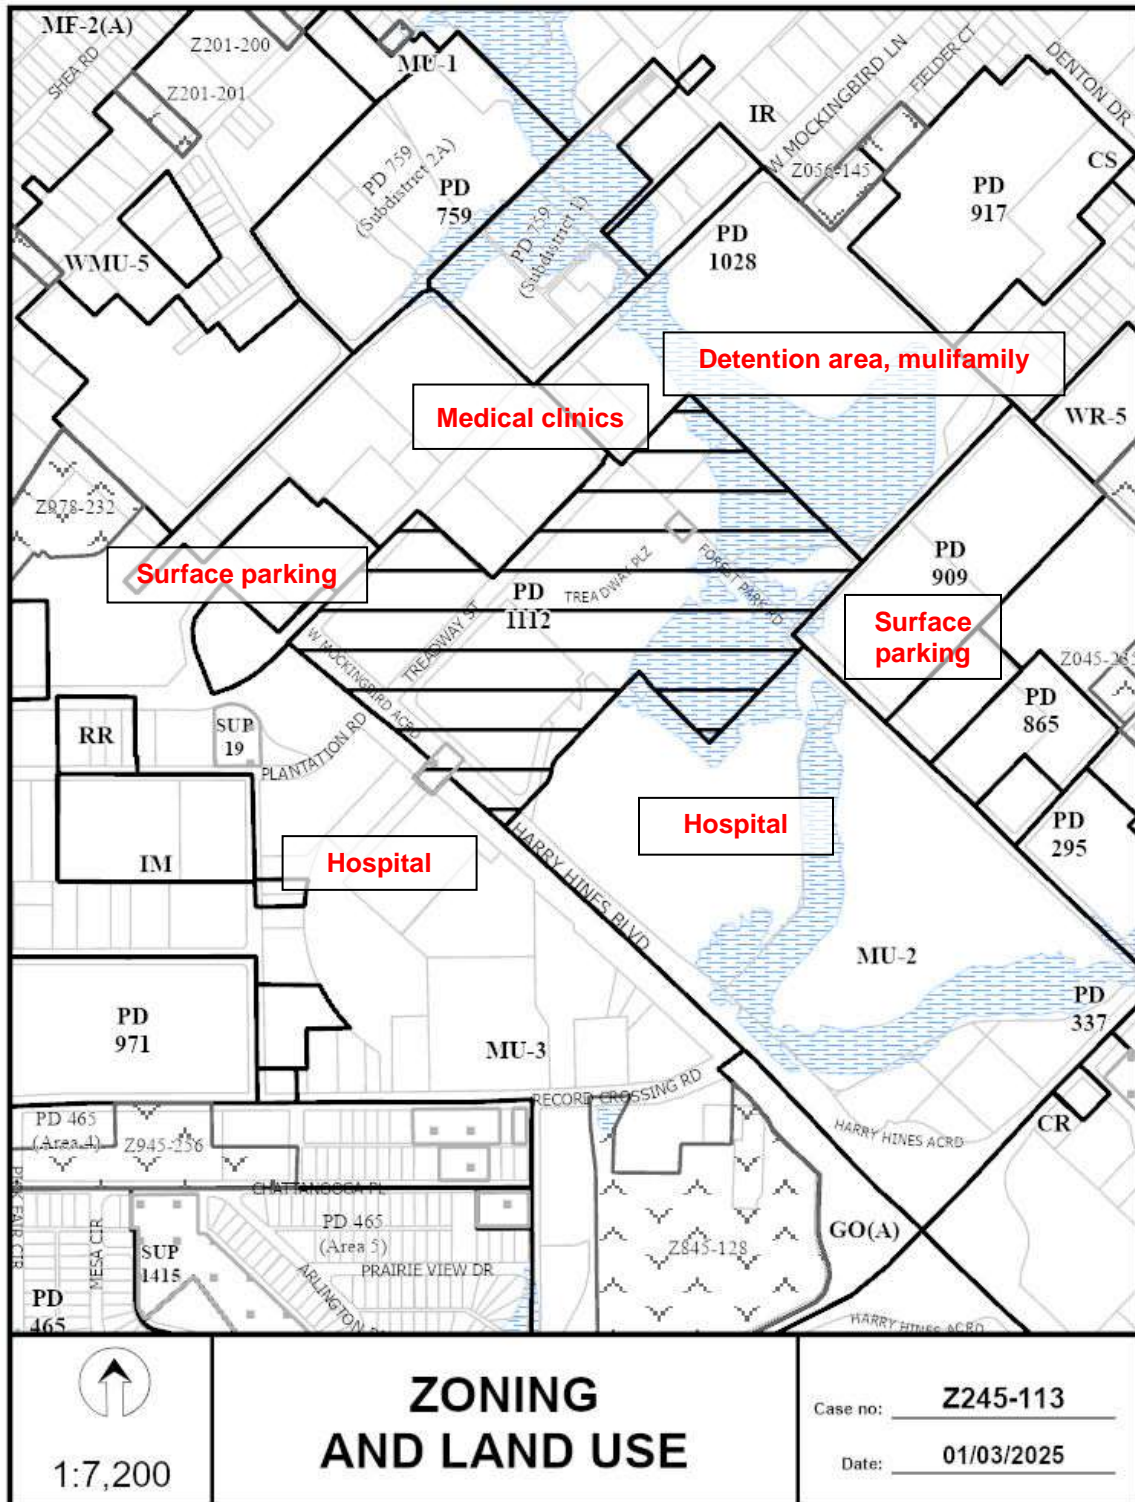 MF-2(A)
SHEA RD
Z201-200
Z201-201
MU-1
W MOCKINGBIRD LN
FIELDER CT
DENTON DR
IR
Z056-145
CS
PD
917
PD 759
(Subdistrict 2A)
PD
759
PD 759
(Subdistrict 1)
PD
1028
WMU-5
Detention area, mulifamily
Medical clinics
WR-5
Z978-232
Surface parking
PD
1112
TREADWAY PLZ
FOREST PARK RD
PD
909
Surface
parking
TREADWAY ST
W MOCKINGBIRD ACRD
PLANTATION RD
RR
SUP
19
PD
865
PD
295
IM
Hospital
Hospital
HARRY HINES BLVD
MU-2
PD
337
PD
971
MU-3
RECORD CROSSING RD
HARRY HINES ACRD
CR
PD 465
(Area 4)
Z945-256
CHATTANOOGA PL
PD 465
(Area 5)
PRAIRIE VIEW DR
MESA CIR
SUP
1415
PD
465
Z845-128
GO(A)
HARRY HINES ACRD
1:7,200
ZONING
AND LAND USE
Case no: Z245-113
Date: 01/03/2025